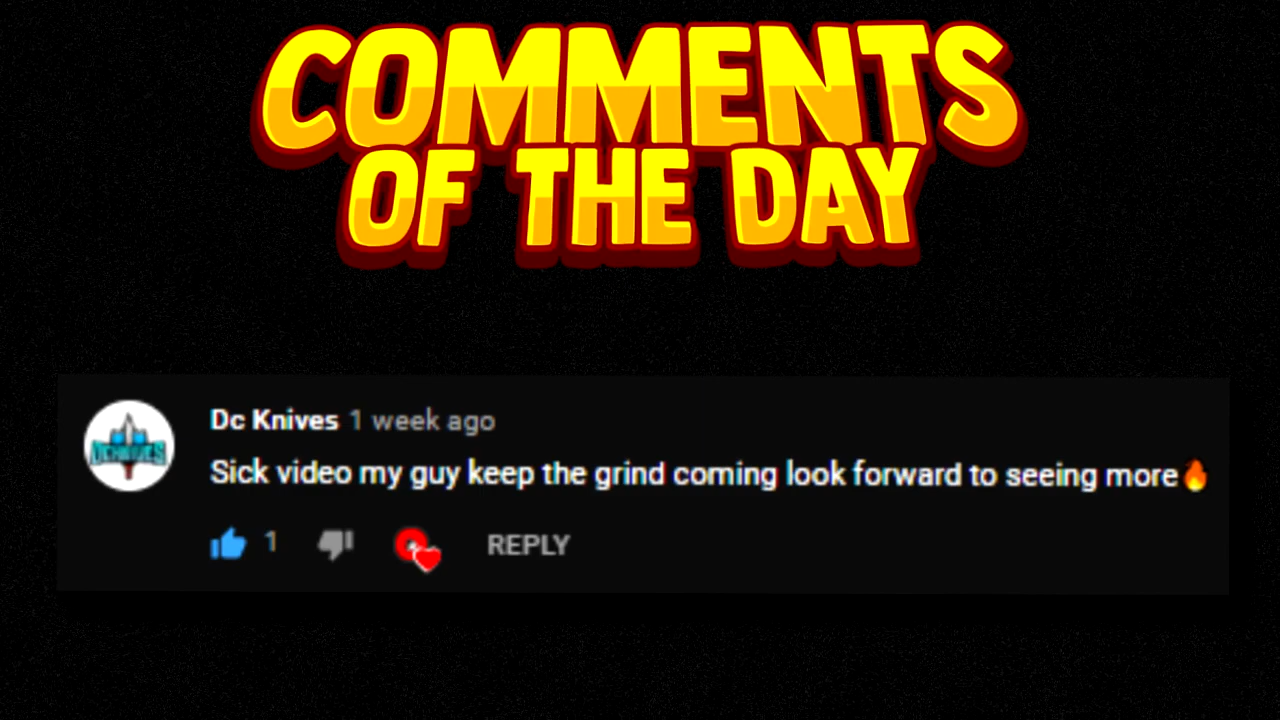 COMMENTS
OF THE DAY
Dc Knives 1 week ago
Sick video my guy keep the grind coming look forward to seeing more🔥
1
REPLY